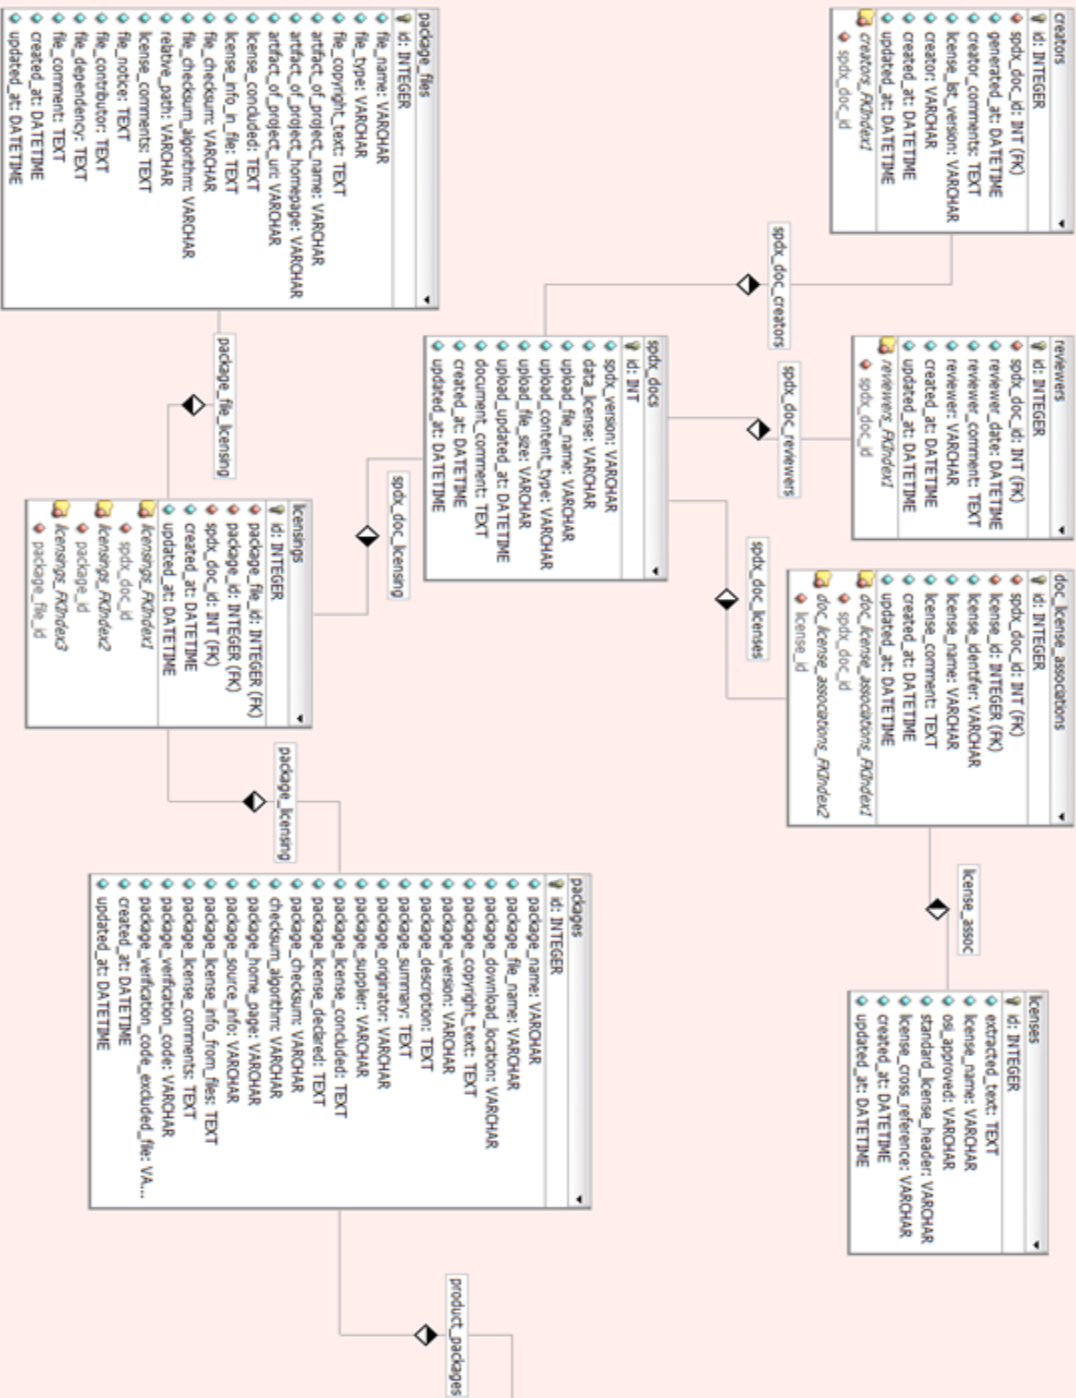 creators
id: INTEGER
spdx_doc_id: INT (FK)
generated_at: DATETIME
creator_comments: TEXT
license_list_version: VARCHAR
creator: VARCHAR
created_at: DATETIME
updated_at: DATETIME
creators_FKIndex1
spdx_doc_id
spdx_doc_creators
reviewers
id: INTEGER
spdx_doc_id: INT (FK)
reviewer_date: DATETIME
reviewer_comment: TEXT
reviewer: VARCHAR
created_at: DATETIME
updated_at: DATETIME
reviewers_FKIndex1
spdx_doc_id
spdx_doc_reviewers
doc_license_associations
id: INTEGER
spdx_doc_id: INT (FK)
license_id: INTEGER (FK)
license_identifer: VARCHAR
license_name: VARCHAR
license_comment: TEXT
created_at: DATETIME
updated_at: DATETIME
doc_license_associations_FKIndex1
spdx_doc_id
doc_license_associations_FKIndex2
license_id
spdx_doc_licenses
license_assoc
licenses
id: INTEGER
extracted_text: TEXT
license_name: VARCHAR
osi_approved: VARCHAR
standard_license_header: VARCHAR
license_cross_reference: VARCHAR
created_at: DATETIME
updated_at: DATETIME
spdx_docs
id: INT
spdx_version: VARCHAR
data_license: VARCHAR
upload_file_name: VARCHAR
upload_content_type: VARCHAR
upload_file_size: VARCHAR
upload_updated_at: DATETIME
document_comment: TEXT
created_at: DATETIME
updated_at: DATETIME
spdx_doc_licensing
package_files
id: INTEGER
file_name: VARCHAR
file_type: VARCHAR
file_copyright_text: TEXT
artifact_of_project_name: VARCHAR
artifact_of_project_homepage: VARCHAR
artifact_of_project_uri: VARCHAR
license_concluded: TEXT
license_info_in_file: TEXT
file_checksum: VARCHAR
file_checksum_algorithm: VARCHAR
relative_path: VARCHAR
license_comments: TEXT
file_notice: TEXT
file_contributor: TEXT
file_dependency: TEXT
file_comment: TEXT
created_at: DATETIME
updated_at: DATETIME
package_file_licensing
licensings
id: INTEGER
package_file_id: INTEGER (FK)
package_id: INTEGER (FK)
spdx_doc_id: INT (FK)
created_at: DATETIME
updated_at: DATETIME
licensings_FKIndex1
spdx_doc_id
licensings_FKIndex2
package_id
licensings_FKIndex3
package_file_id
package_licensing
packages
id: INTEGER
package_name: VARCHAR
package_file_name: VARCHAR
package_download_location: VARCHAR
package_copyright_text: TEXT
package_version: VARCHAR
package_description: TEXT
package_summary: TEXT
package_originator: VARCHAR
package_supplier: VARCHAR
package_license_concluded: TEXT
package_license_declared: TEXT
package_checksum: VARCHAR
checksum_algorithm: VARCHAR
package_home_page: VARCHAR
package_source_info: VARCHAR
package_license_info_from_files: TEXT
package_license_comments: TEXT
package_verification_code: VARCHAR
package_verification_code_excluded_file: VA...
created_at: DATETIME
updated_at: DATETIME
product_packages